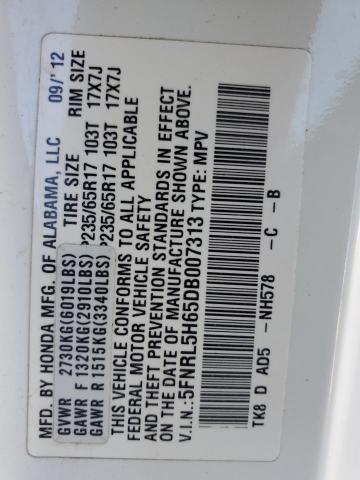 MFD. BY HONDA MFG. OF ALABAMA, LLC 09/'12
GVWR 2730KG(6019LBS) TIRE SIZE RIM SIZE
GAWR F 1320KG(2910LBS) P235/65R17 103T 17X7J
GAWR R 1515KG(3340LBS) P235/65R17 103T 17X7J
THIS VEHICLE CONFORMS TO ALL APPLICABLE
FEDERAL MOTOR VEHICLE SAFETY
AND THEFT PREVENTION STANDARDS IN EFFECT
ON THE DATE OF MANUFACTURE SHOWN ABOVE.
V.I.N.:5FNRL5H65DB007313 TYPE: MPV
TK8 D AD5 -NH578 -C -B